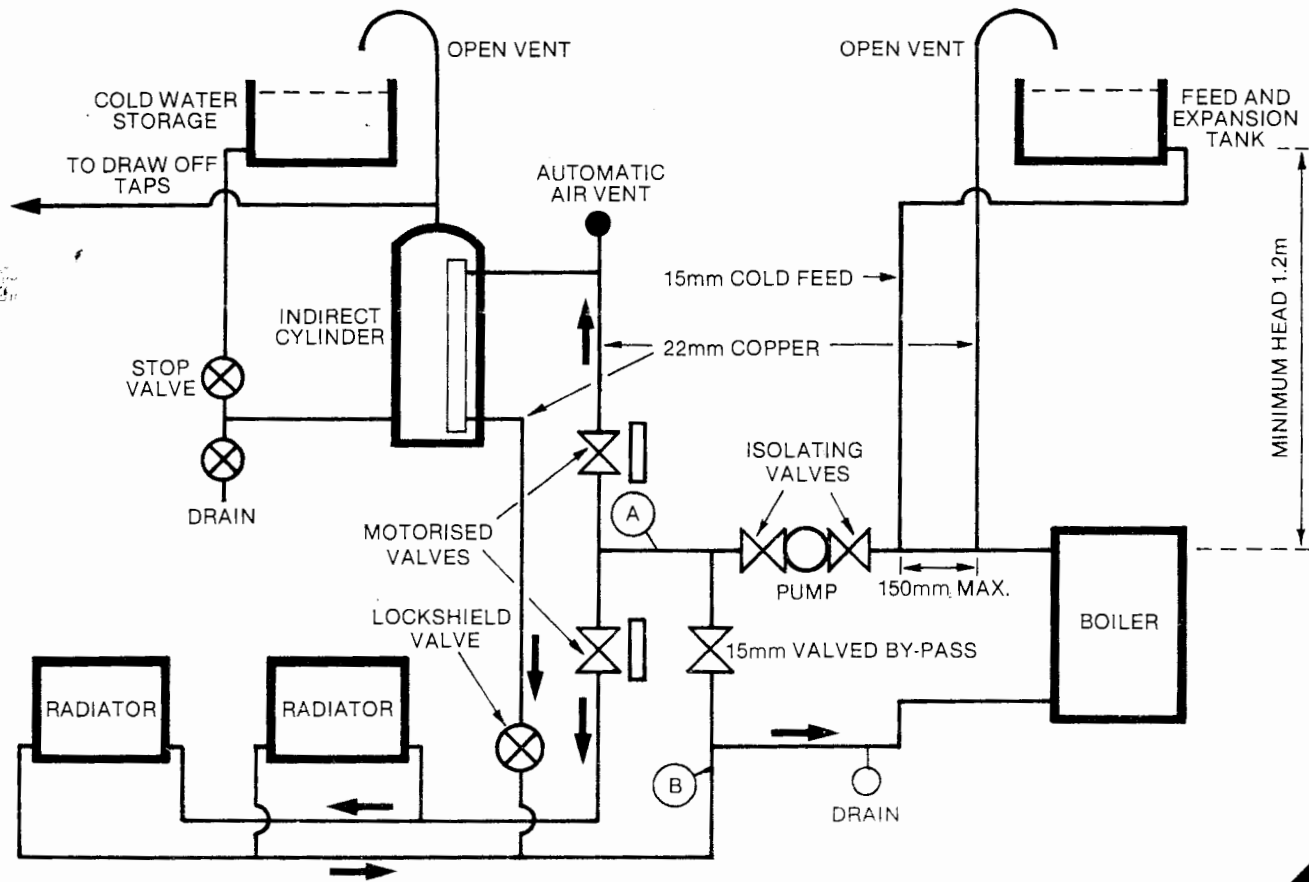 OPEN VENT
OPEN VENT
COLD WATER
STORAGE
FEED AND
EXPANSION
TANK
TO DRAW OFF
TAPS
AUTOMATIC
AIR VENT
15mm COLD FEED
INDIRECT
CYLINDER
22mm COPPER
MINIMUM HEAD 1.2m
STOP
VALVE
ISOLATING
VALVES
DRAIN
A
MOTORISED
VALVES
PUMP
150mm MAX.
LOCKSHIELD
VALVE
BOILER
15mm VALVED BY-PASS
RADIATOR
RADIATOR
B
DRAIN